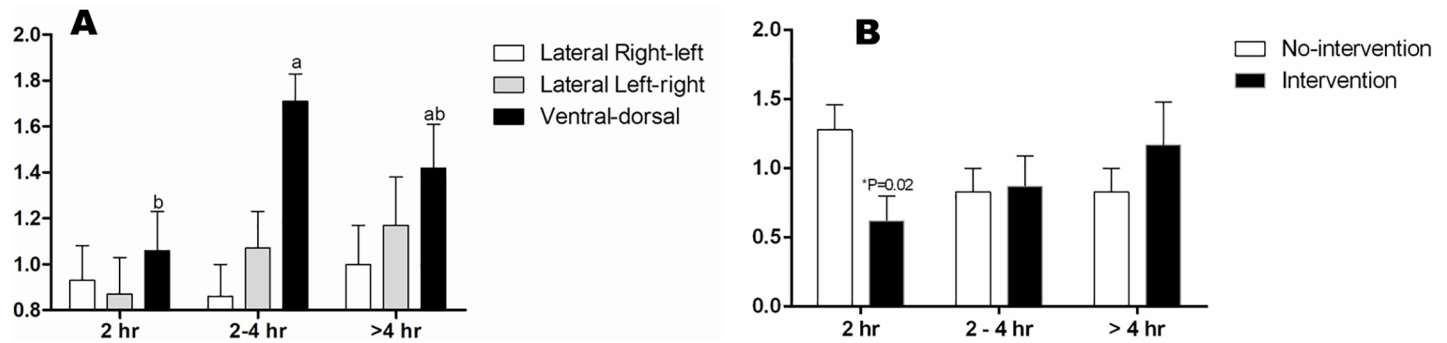 A
2.0
1.8
1.6
1.4
1.2
1.0
0.8
a
ab
b
2 hr
2-4 hr
>4 hr
Lateral Right-left
Lateral Left-right
Ventral-dorsal
B
2.0
1.5
1.0
0.5
0.0
*P=0.02
2 hr
2 - 4 hr
> 4 hr
No-intervention
Intervention